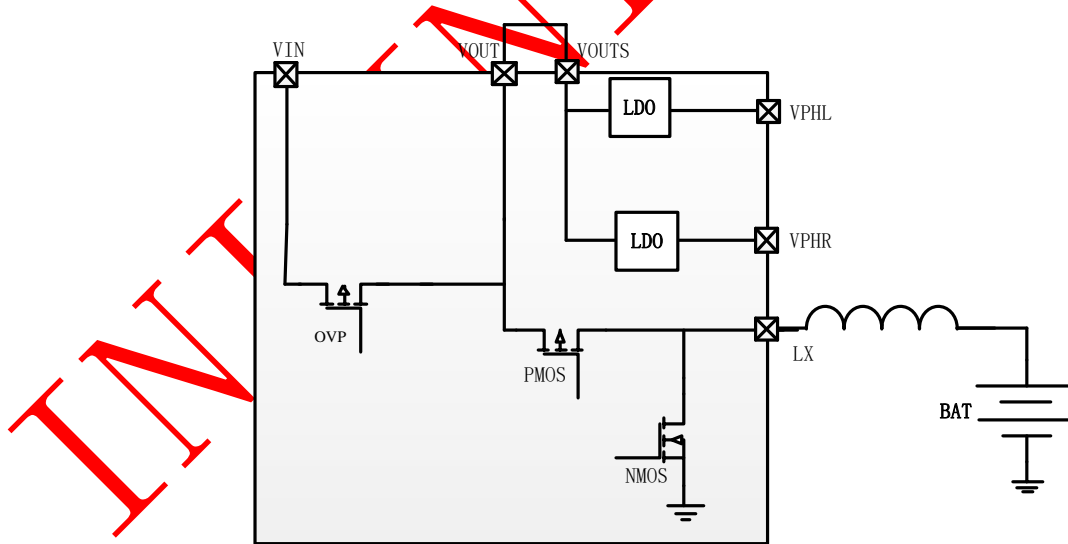 VIN
VOUT
VOUTS
LDO
VPHL
LDO
VPHR
OVP
PMOS
LX
BAT
NMOS